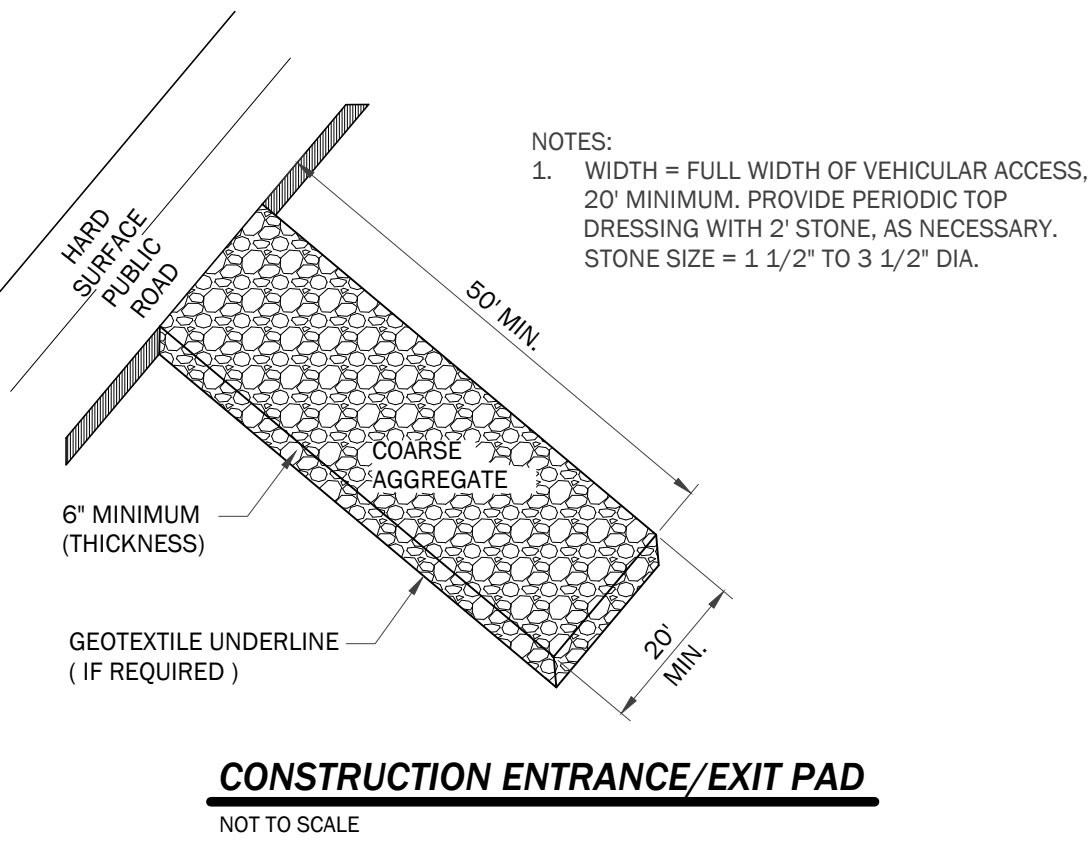 NOTES:
1. WIDTH = FULL WIDTH OF VEHICULAR ACCESS,
20' MINIMUM. PROVIDE PERIODIC TOP
DRESSING WITH 2' STONE, AS NECESSARY.
STONE SIZE = 1 1/2" TO 3 1/2" DIA.
HARD
SURFACE
PUBLIC
ROAD
50' MIN.
COARSE
AGGREGATE
6" MINIMUM
(THICKNESS)
GEOTEXTILE UNDERLINE
( IF REQUIRED )
20'
MIN.
CONSTRUCTION ENTRANCE/EXIT PAD
NOT TO SCALE